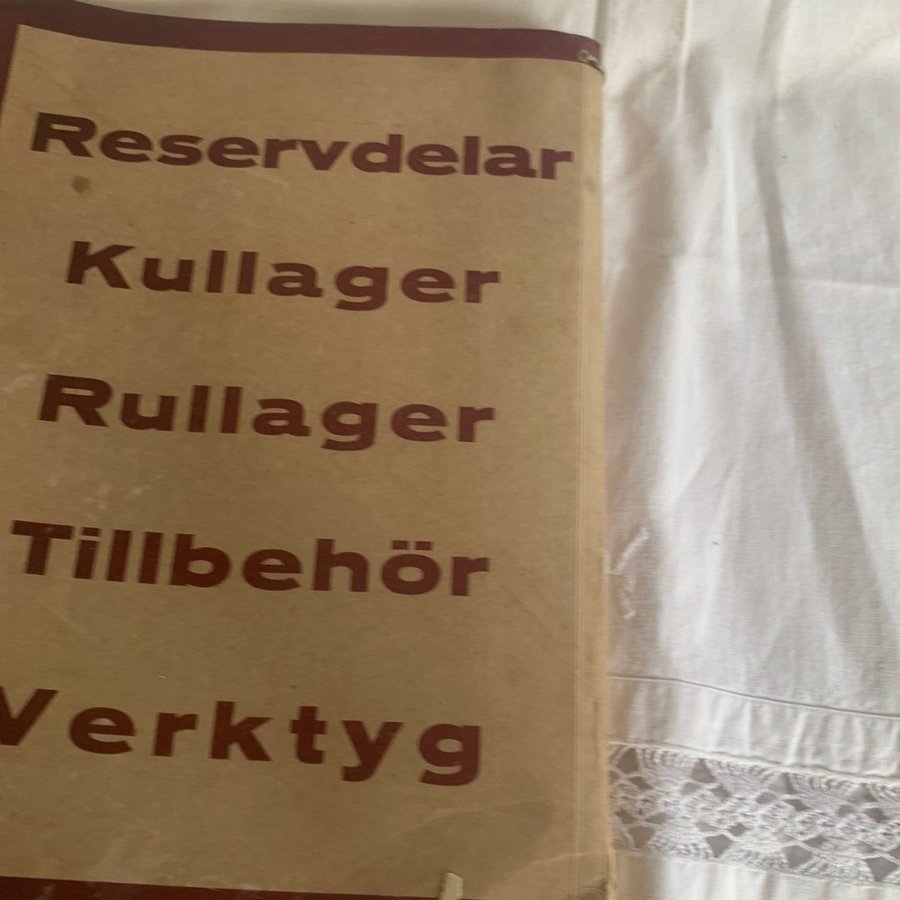 Reservdelar
Kullager
Rullager
Tillbehör
Verktyg